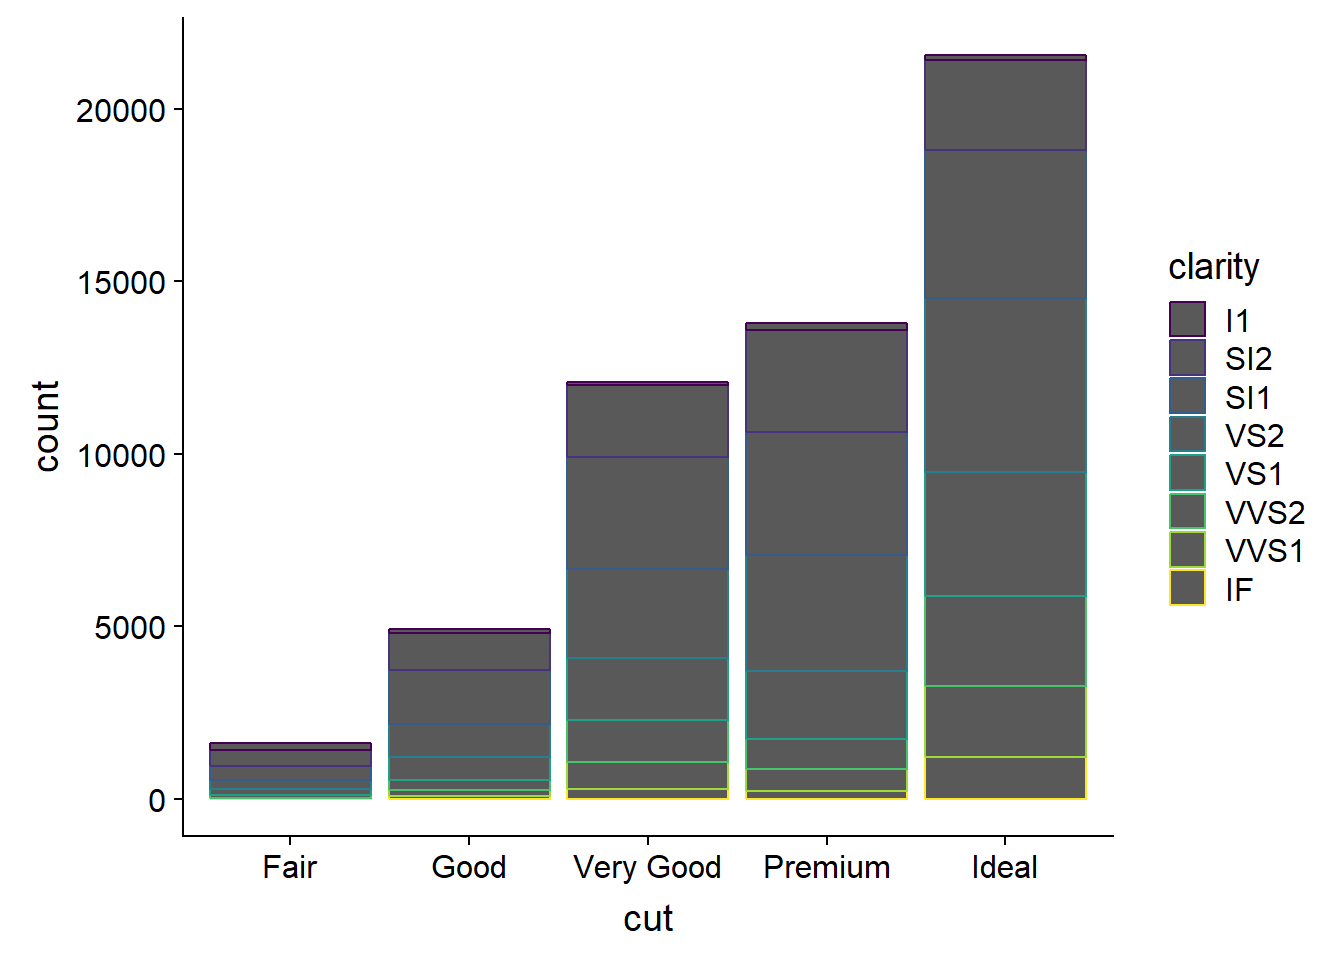 20000
15000
10000
5000
0
count
Fair
Good
Very Good
Premium
Ideal
cut
clarity
I1
SI2
SI1
VS2
VS1
VVS2
VVS1
IF